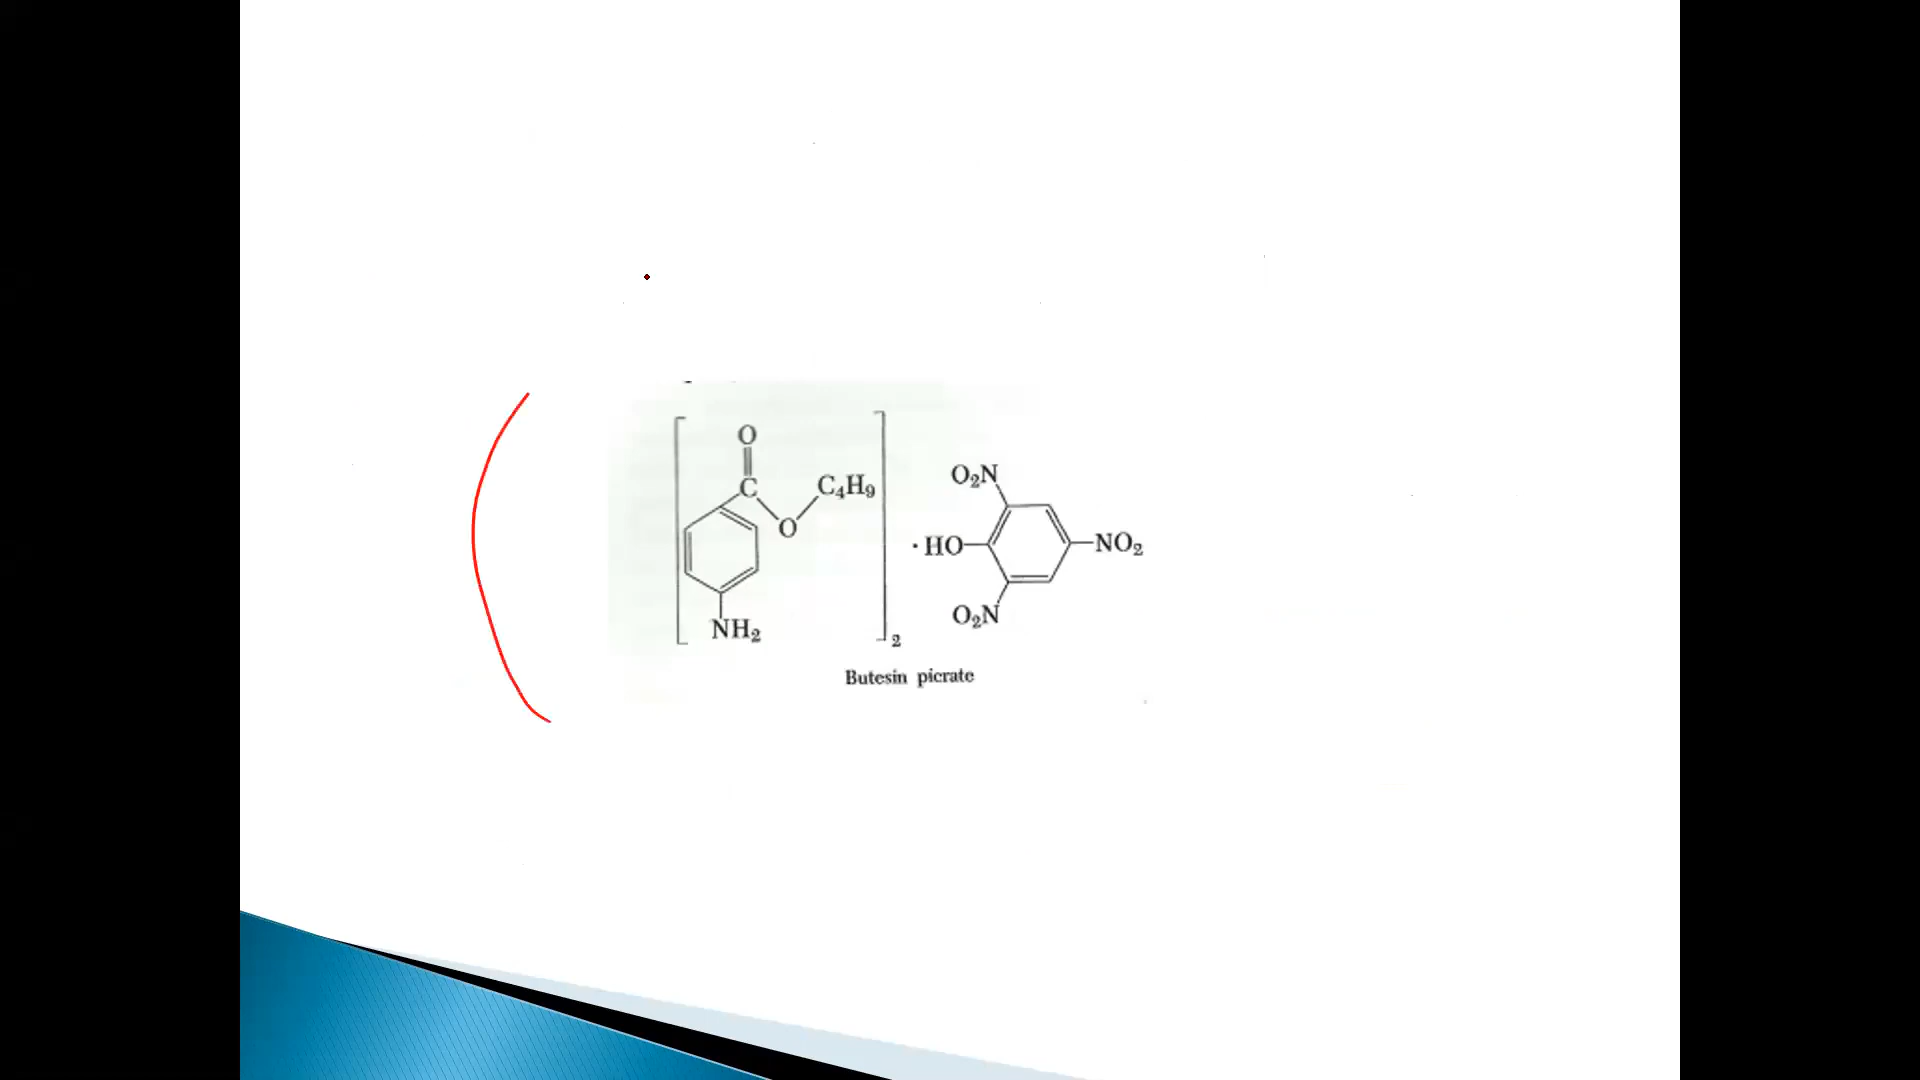 O
C
C₄H₉
O
NH₂
2
O₂N
· HO
NO₂
O₂N
Butesin picrate